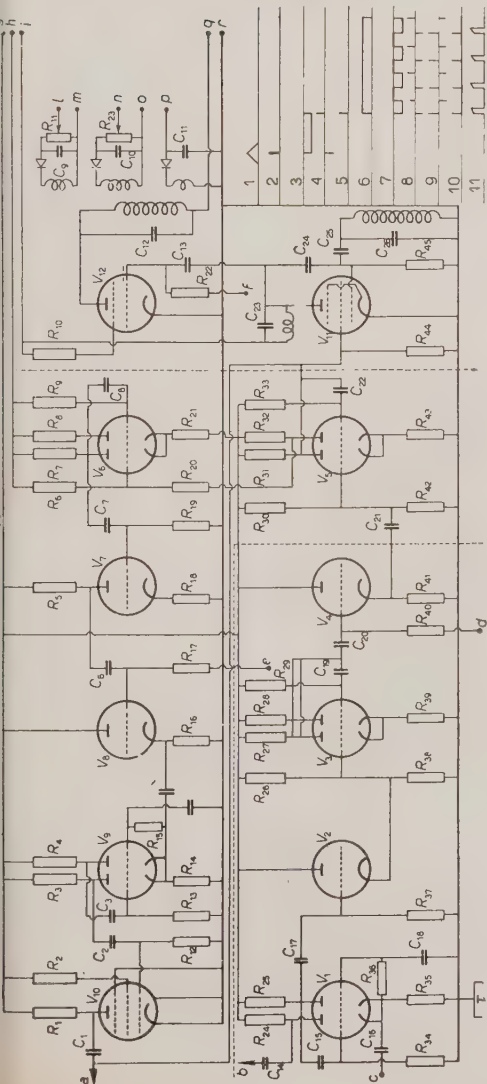 g
h
i
q
r
R11
l
m
C9
R23
n
o
C10
p
C11
R10
V12
C12
C13
R22
f
R9
C8
R8
R7
R6
V6
R21
R20
C7
R19
R5
V7
R18
C6
R17
e
V8
R16
R4
R3
V9
R15
R14
R13
C3
C2
R12
R2
R1
V10
C1
a
1
2
3
4
5
6
7
8
9
10
11
C23
C24
C25
C26
V11
R45
R44
R33
R32
R31
R30
C22
V5
R43
R42
C21
V4
R41
R40
C20
d
C19
R29
R28
R27
R26
V3
R39
R38
V2
R37
C17
R25
R24
b
C14
C15
V1
R36
C18
R35
R34
C16
c